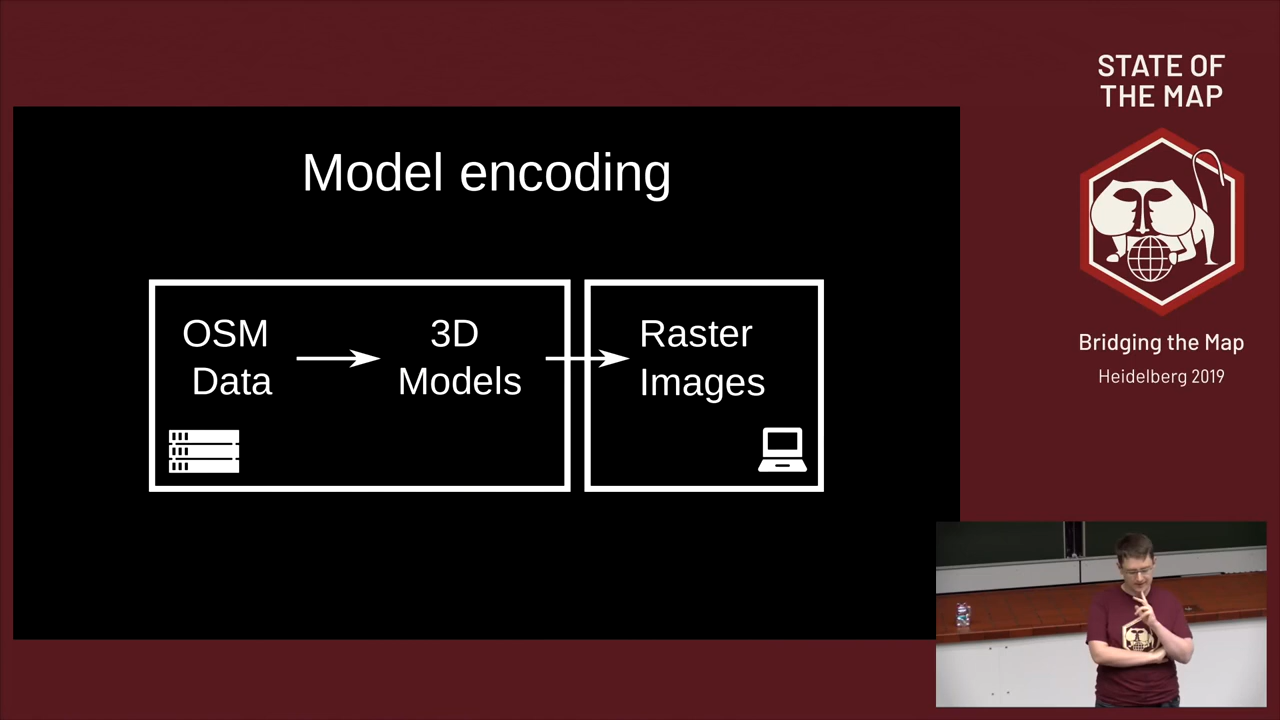 STATE OF
THE MAP
Model encoding
OSM
Data
3D
Models
Raster
Images
Bridging the Map
Heidelberg 2019